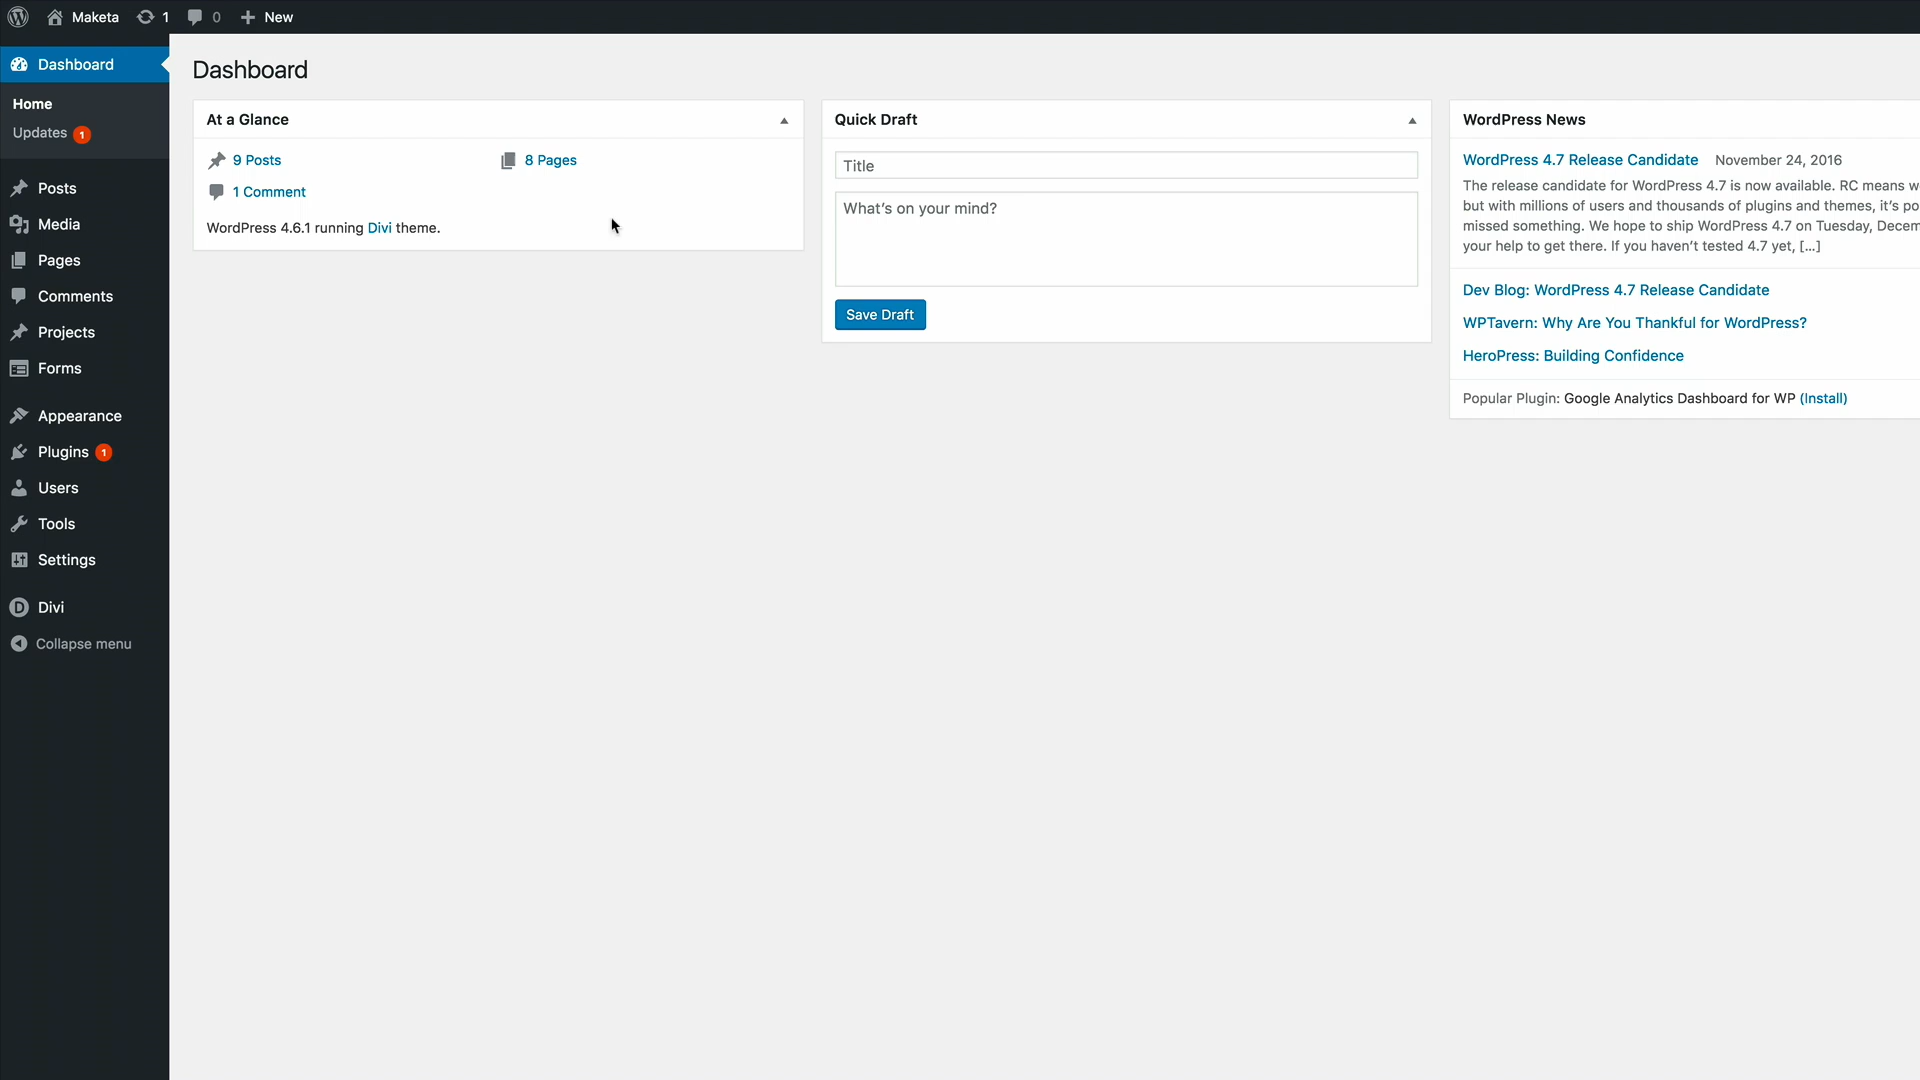 Maketa 1 0 New
Dashboard
Home
Updates 1
Posts
Media
Pages
Comments
Projects
Forms
Appearance
Plugins 1
Users
Tools
Settings
Divi
Collapse menu
Dashboard
At a Glance
9 Posts 8 Pages
1 Comment
WordPress 4.6.1 running Divi theme.
Quick Draft
Title
What's on your mind?
Save Draft
WordPress News
WordPress 4.7 Release Candidate November 24, 2016
The release candidate for WordPress 4.7 is now available. RC means
but with millions of users and thousands of plugins and themes, it's
missed something. We hope to ship WordPress 4.7 on Tuesday,
your help to get there. If you haven't tested 4.7 yet, […]
Dev Blog: WordPress 4.7 Release Candidate
WPTavern: Why Are You Thankful for WordPress?
HeroPress: Building Confidence
Popular Plugin: Google Analytics Dashboard for WP (Install)